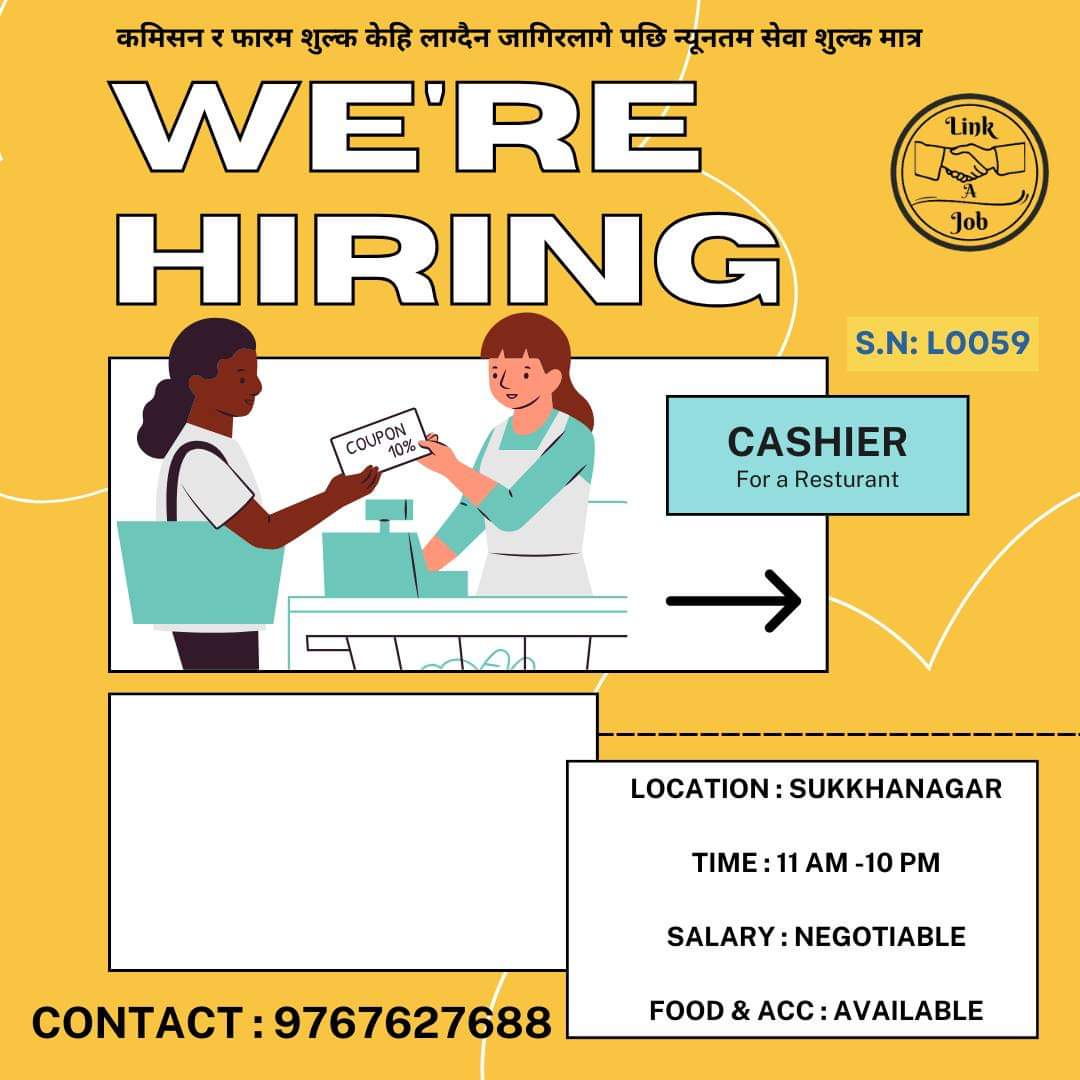 कमिसन र फारम शुल्क केहि लाग्दैन जागिरलागे पछि न्यूनतम सेवा शुल्क मात्र
WE'RE
HIRING
Link
A
Job
S.N: L0059
COUPON
10%
CASHIER
For a Resturant
LOCATION : SUKKHANAGAR
TIME : 11 AM -10 PM
SALARY : NEGOTIABLE
FOOD & ACC : AVAILABLE
CONTACT : 9767627688